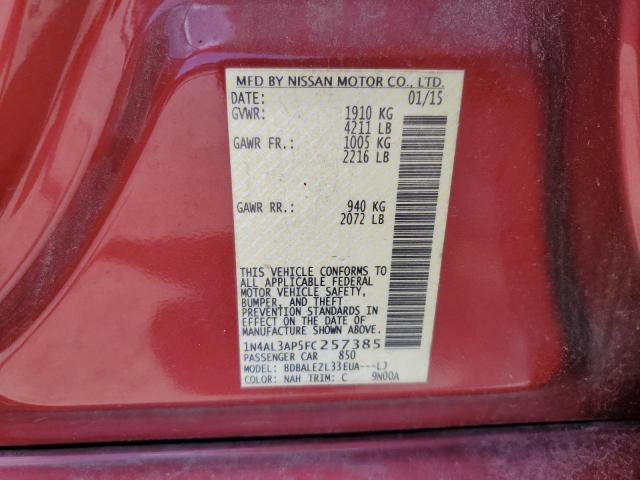 MFD BY NISSAN MOTOR CO., LTD.
DATE: 01/15
GVWR: 1910 KG
4211 LB
GAWR FR.: 1005 KG
2216 LB
GAWR RR.: 940 KG
2072 LB
THIS VEHICLE CONFORMS TO
ALL APPLICABLE FEDERAL
MOTOR VEHICLE SAFETY,
BUMPER, AND THEFT
PREVENTION STANDARDS IN
EFFECT ON THE DATE OF
MANUFACTURE SHOWN ABOVE.
1N4AL3AP5FC257385
PASSENGER CAR 850
MODEL: BDBALEZL33EUA---LJ
COLOR: NAH TRIM: C 9N00A